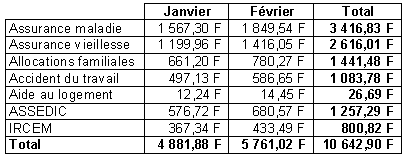 Janvier Février Total
Assurance maladie 1 567,30 F 1 849,54 F 3 416,83 F
Assurance vieillesse 1 199,96 F 1 416,05 F 2 616,01 F
Allocations familiales 661,20 F 780,27 F 1 441,48 F
Accident du travail 497,13 F 586,65 F 1 083,78 F
Aide au logement 12,24 F 14,45 F 26,69 F
ASSEDIC 576,72 F 680,57 F 1 257,29 F
IRCEM 367,34 F 433,49 F 800,82 F
Total 4 881,88 F 5 761,02 F 10 642,90 F